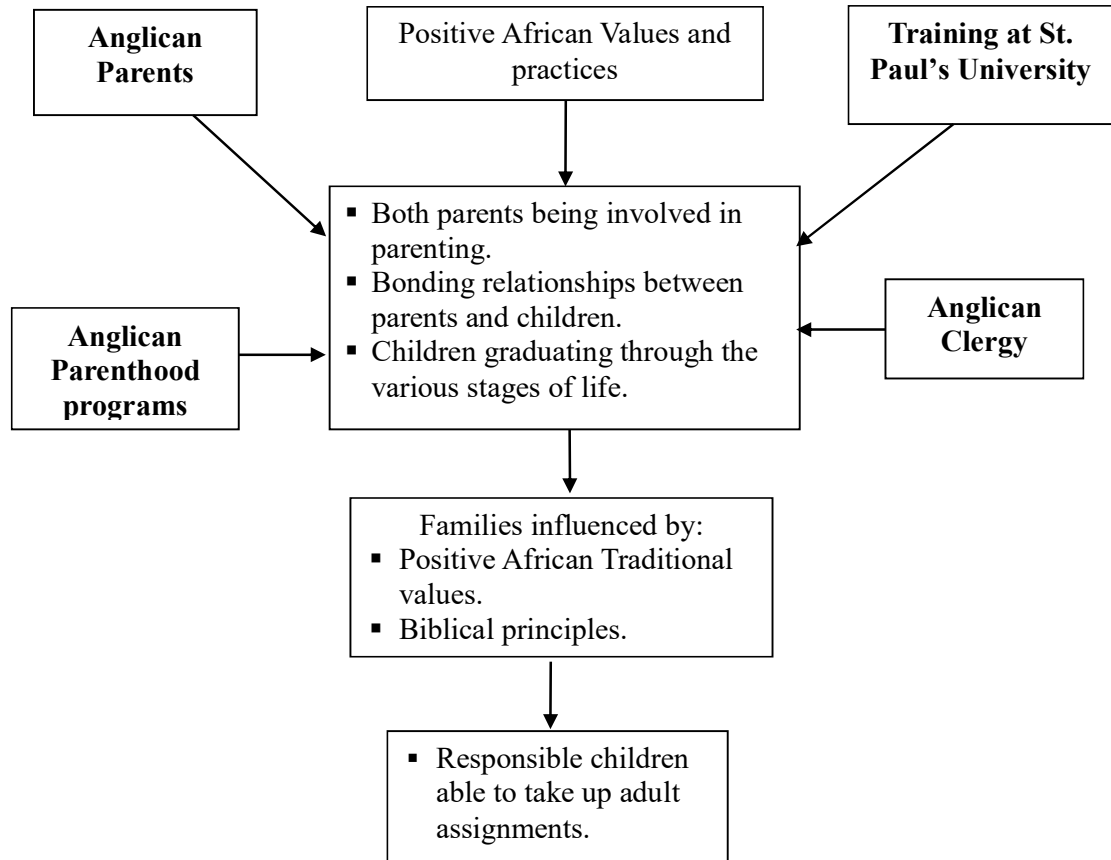 Anglican
Parents
Positive African Values and
practices
Training at St.
Paul’s University
▪ Both parents being involved in
parenting.
▪ Bonding relationships between
parents and children.
▪ Children graduating through the
various stages of life.
Anglican
Parenthood
programs
Anglican
Clergy
Families influenced by:
▪ Positive African Traditional
values.
▪ Biblical principles.
▪ Responsible children
able to take up adult
assignments.